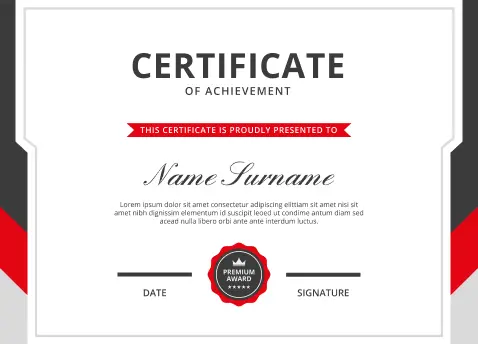 CERTIFICATE
OF ACHIEVEMENT
THIS CERTIFICATE IS PROUDLY PRESENTED TO
Name Surname
Lorem ipsum dolor sit amet consectetur adipiscing elittiam sit amet nisi sit
amet nibh dignissim elementum id suscipit leoed ut condime antum diam sed
acead nulla libero orbi ante ante interdum luctus.
PREMIUM
AWARD
DATE
SIGNATURE